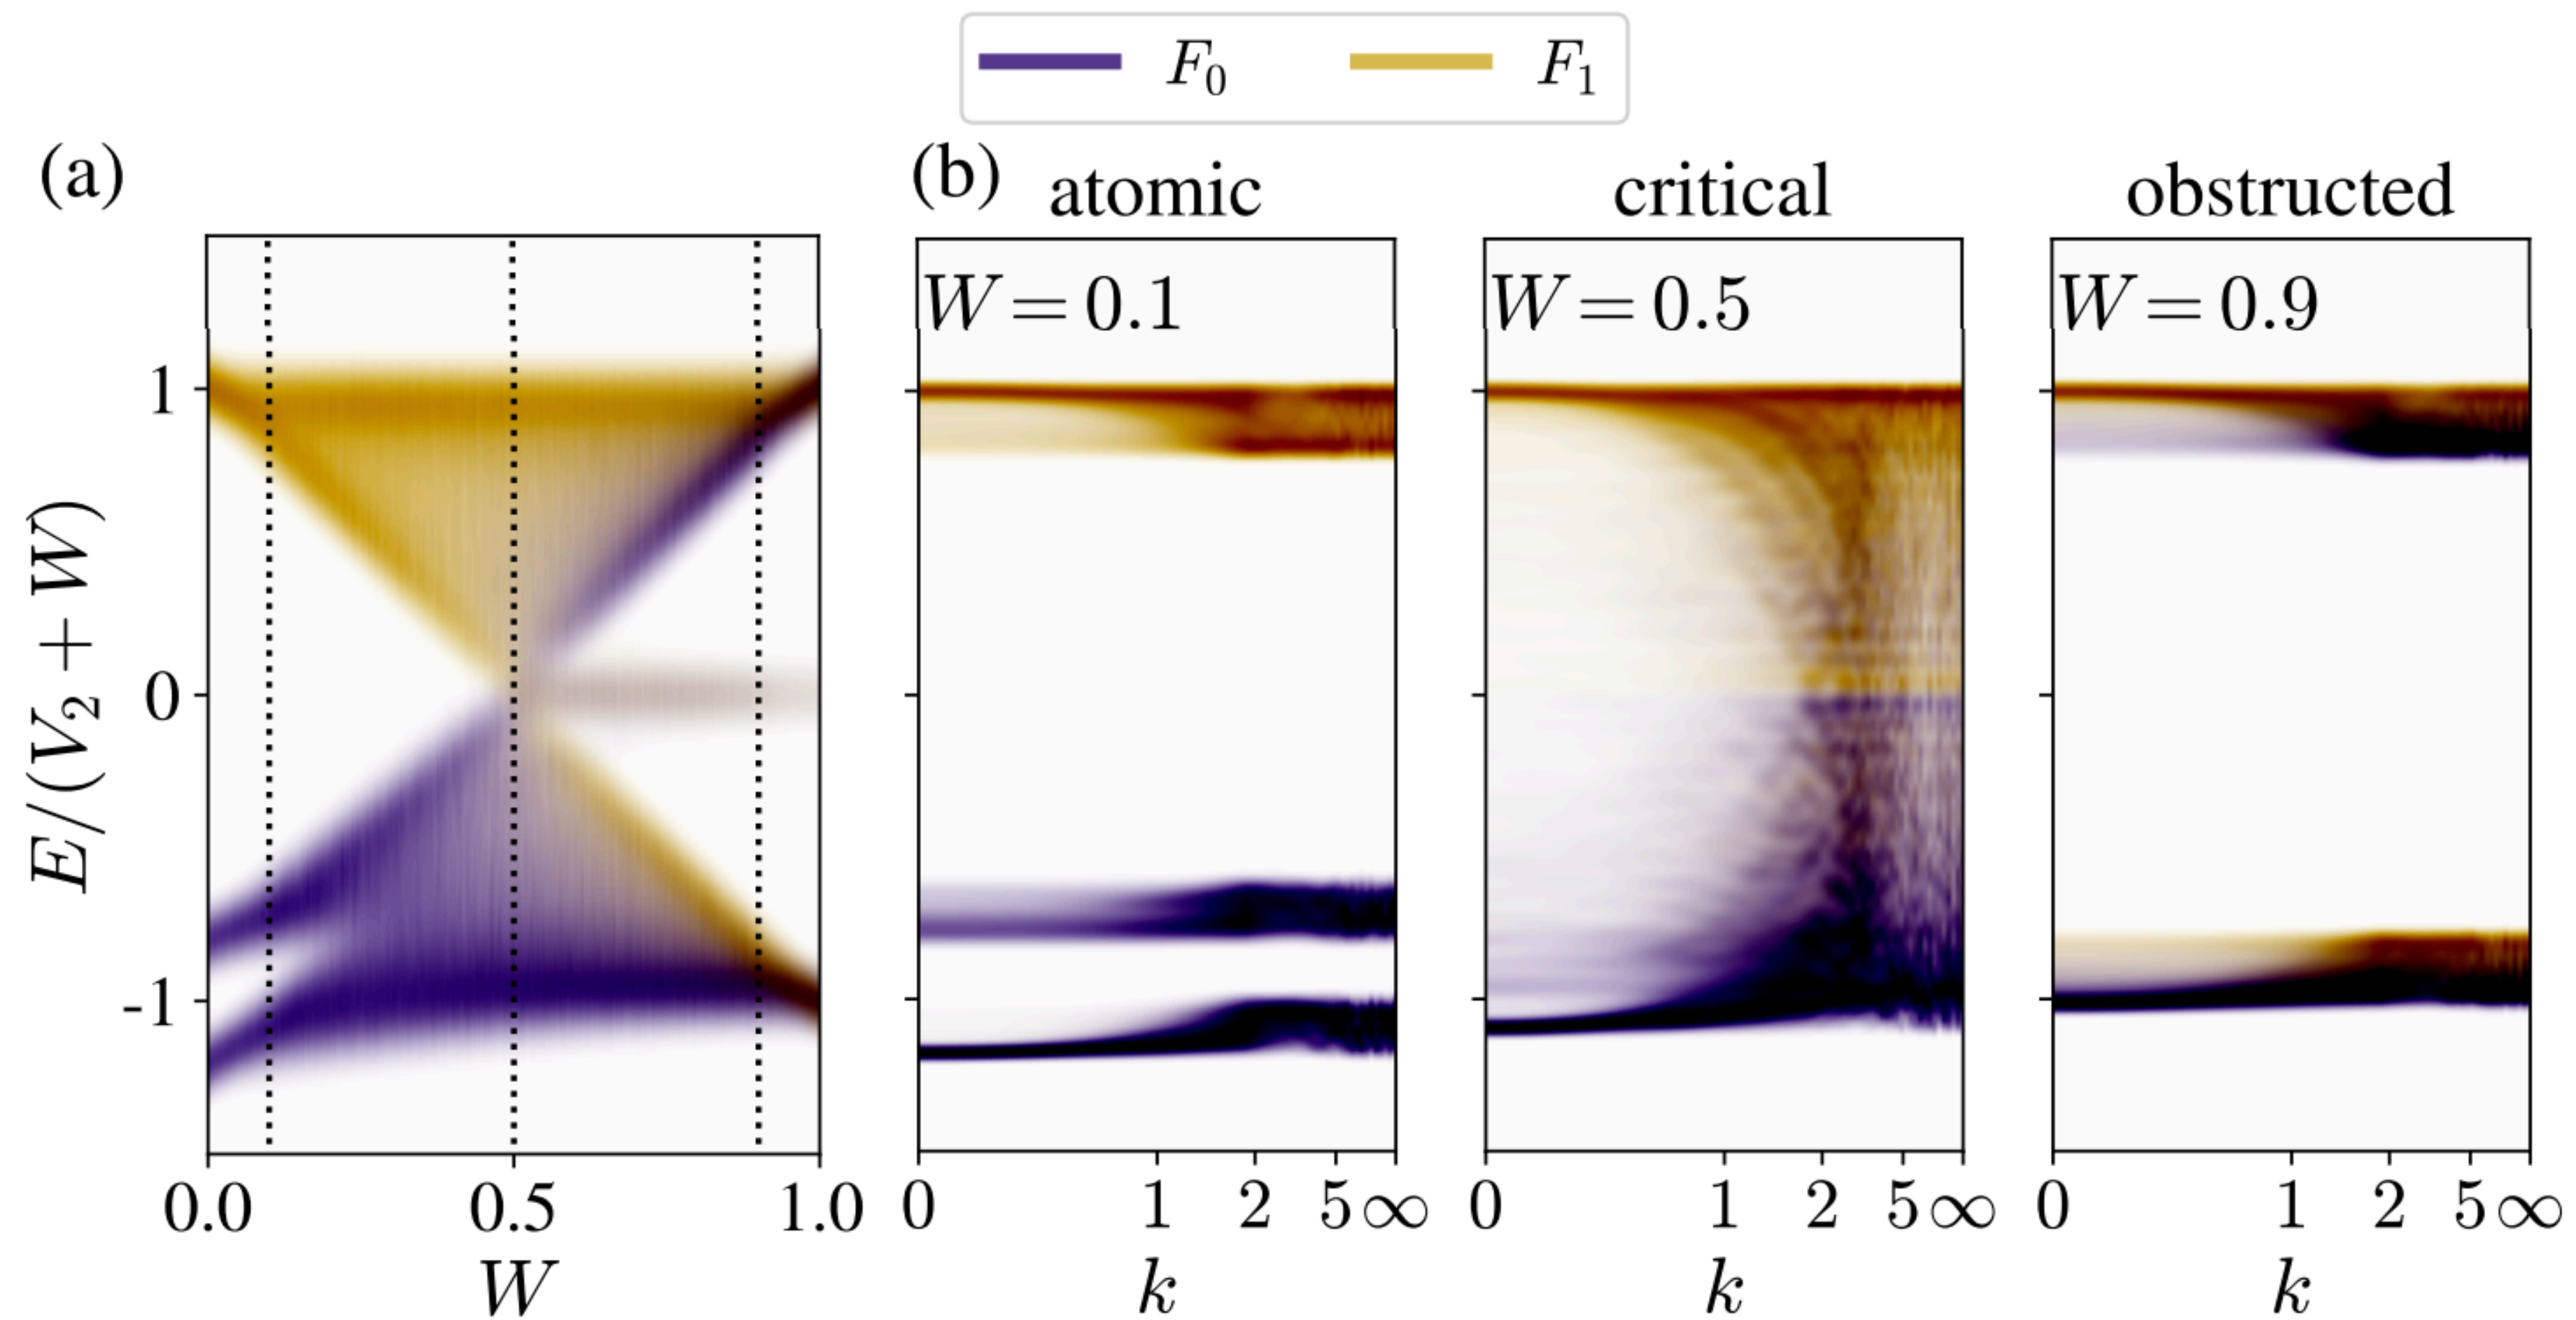 F₀ F₁
(a)
(b) atomic critical obstructed
W = 0.1 W = 0.5 W = 0.9
1
0
-1
E/(V₂ + W)
0.0 0.5 1.0
W
0 1 2 5 ∞
k
0 1 2 5 ∞
k
0 1 2 5 ∞
k